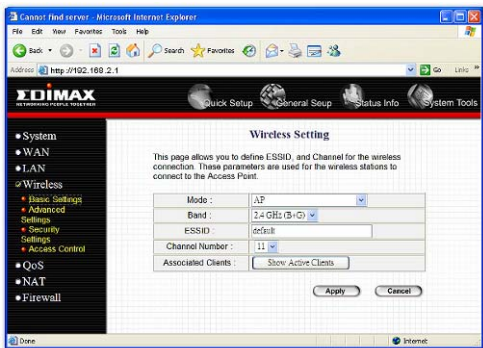 Cannot find server - Microsoft Internet Explorer
File Edit View Favorites Tools Help
Back Search Favorites
Address http://192.168.2.1 Go Links
EDIMAX
NETWORKING PEOPLE TOGETHER
Quick Setup General Seup Status Info System Tools
System
WAN
LAN
Wireless
Basic Settings
Advanced
Settings
Security
Settings
Access Control
QoS
NAT
Firewall
Wireless Setting
This page allows you to define ESSID, and Channel for the wireless
connection. These parameters are used for the wireless stations to
connect to the Access Point.
Mode : AP
Band : 2.4 GHz (B+G)
ESSID : default
Channel Number : 11
Associated Clients : Show Active Clients
Apply Cancel
Done Internet